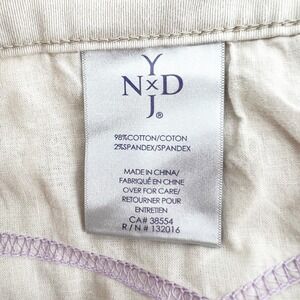 Y
N×D
J®
98%COTTON/COTON
2%SPANDEX/SPANDEX
MADE IN CHINA/
FABRIQUÉ EN CHINE
OVER FOR CARE/
RETOURNER POUR
ENTRETIEN
CA# 38554
R / N # 132016